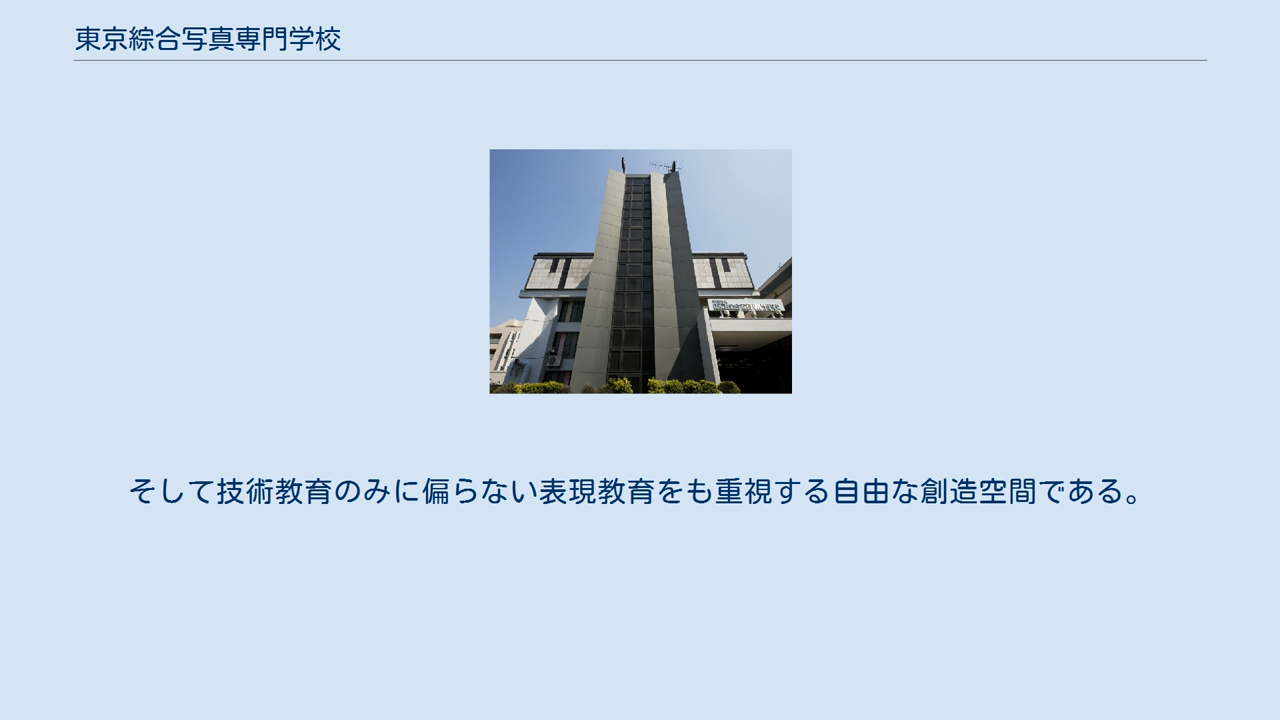 東京綜合写真専門学校
そして技術教育のみに偏らない表現教育をも重視する自由な創造空間である。